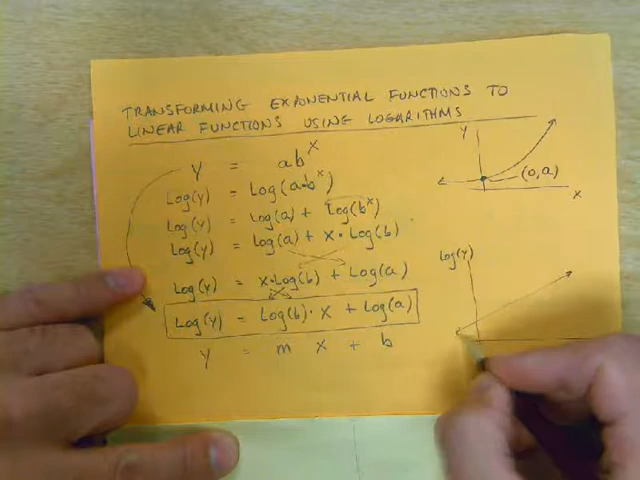 TRANSFORMING EXPONENTIAL FUNCTIONS TO
LINEAR FUNCTIONS USING LOGARITHMS
Y = ab^x
Log(y) = Log(a•b^x)
Log(y) = Log(a) + Log(b^x)
Log(y) = Log(a) + x • Log(b)
Log(y) = x•Log(b) + Log(a)
Log(y) = Log(b) • x + Log(a)
y = m x + b
Y
(0,a)
x
Log(y)